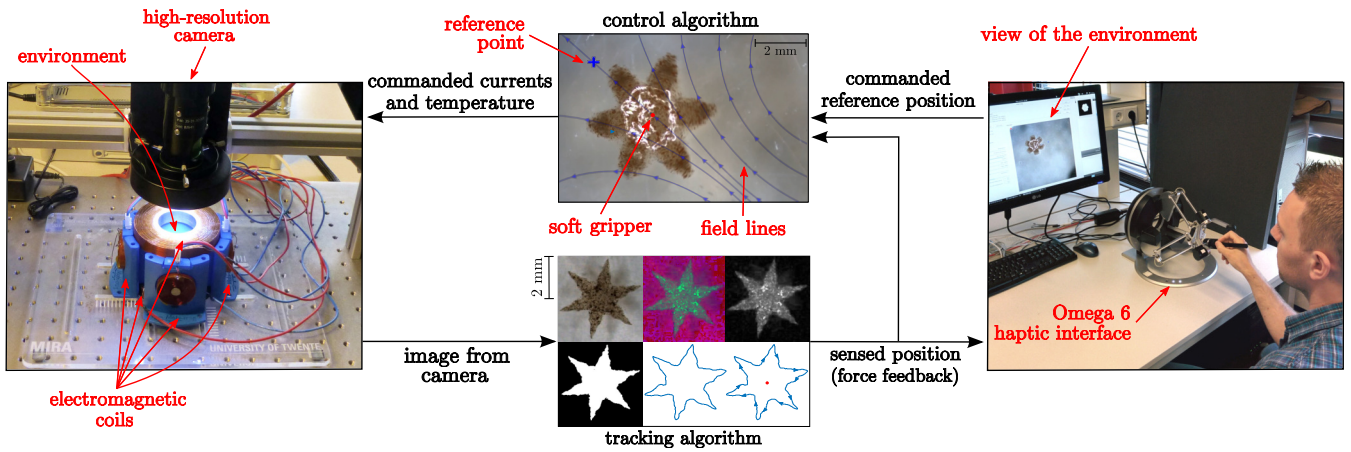 high-resolution
camera
environment
MIRA
UNIVERSITY OF TWENTE
electromagnetic
coils
commanded currents
and temperature
image from
camera
control algorithm
reference
point
2 mm
soft gripper
field lines
2 mm
tracking algorithm
commanded
reference position
sensed position
(force feedback)
view of the environment
Omega 6
haptic interface